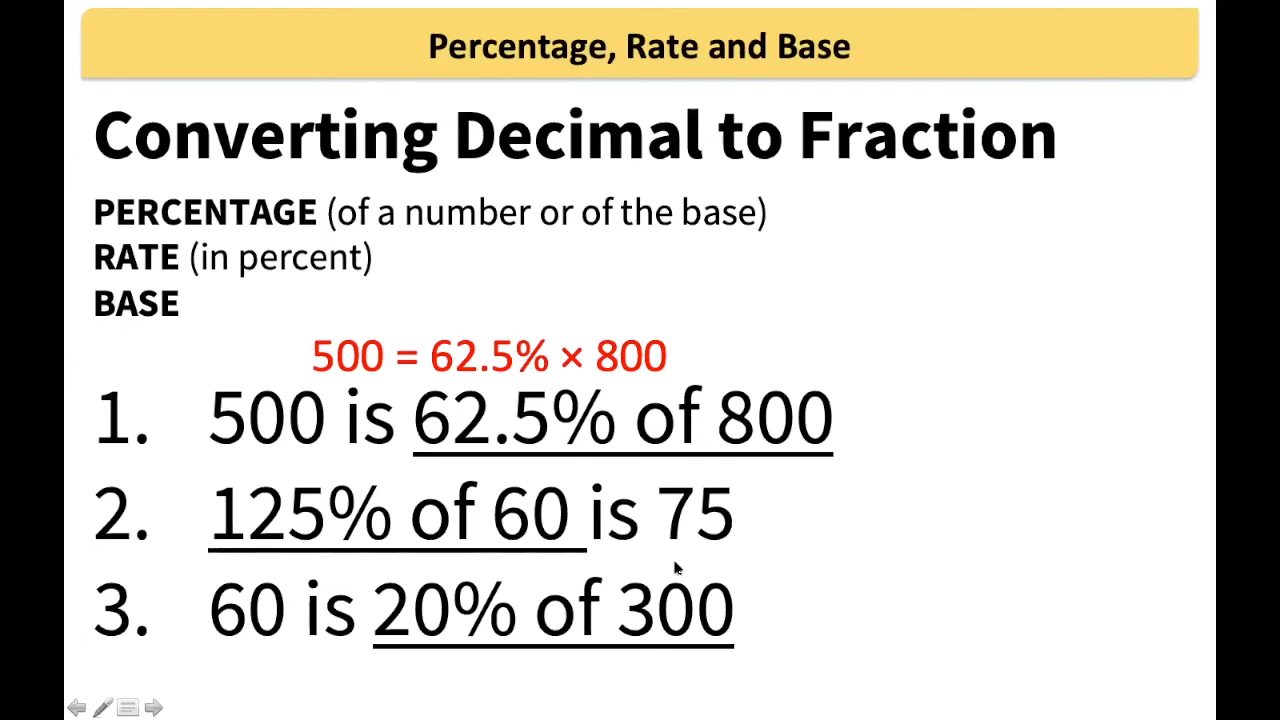 Percentage, Rate and Base
Converting Decimal to Fraction
PERCENTAGE (of a number or of the base)
RATE (in percent)
BASE
500 = 62.5% × 800
1. 500 is 62.5% of 800
2. 125% of 60 is 75
3. 60 is 20% of 300